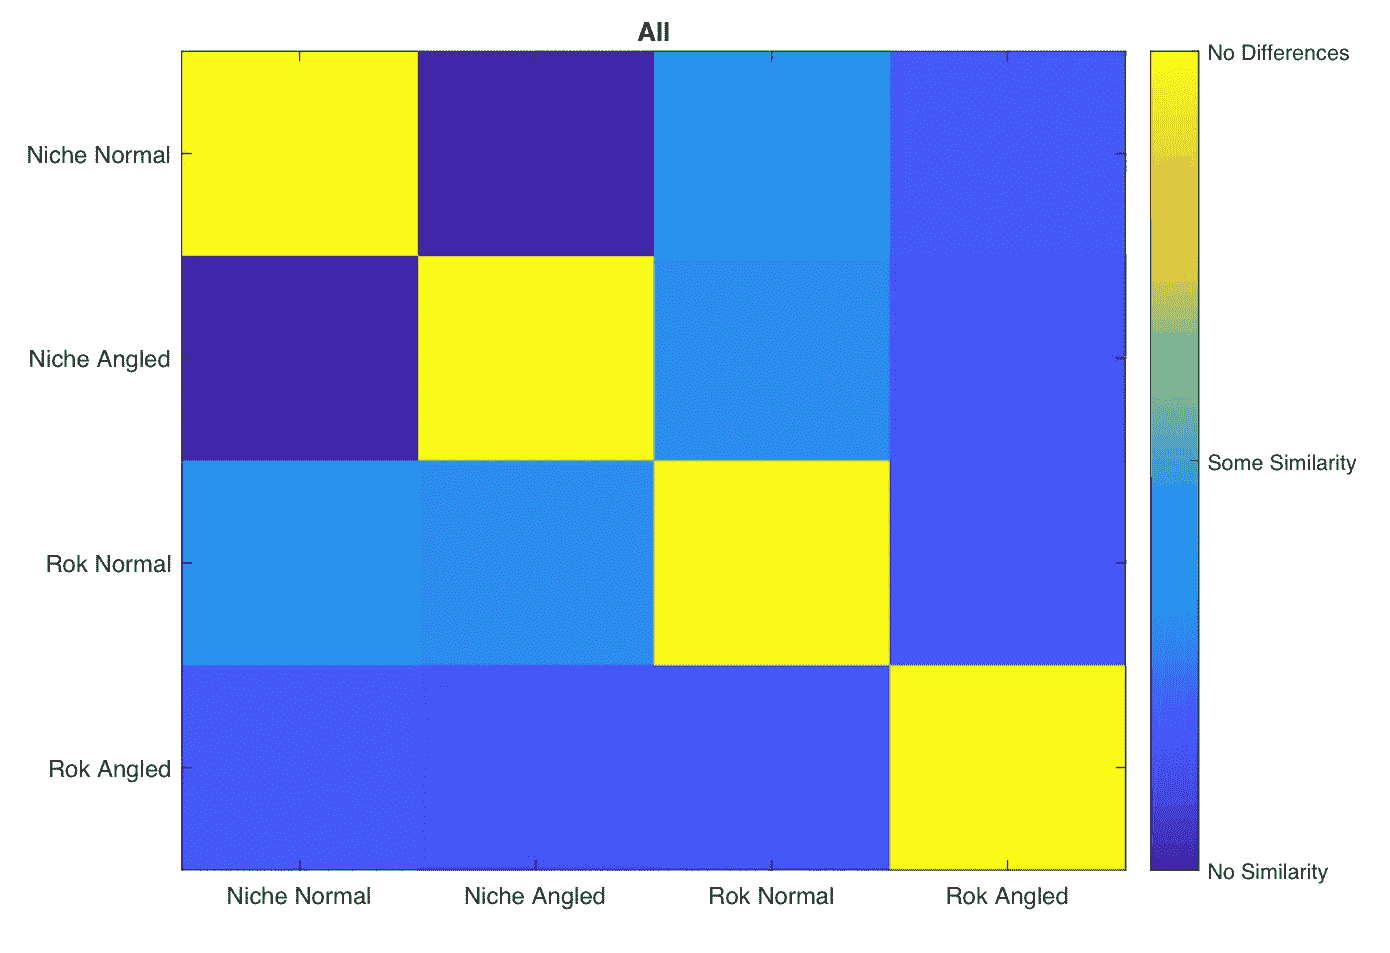 All
No Differences
Niche Normal
Niche Angled
Some Similarity
Rok Normal
Rok Angled
No Similarity
Niche Normal Niche Angled Rok Normal Rok Angled